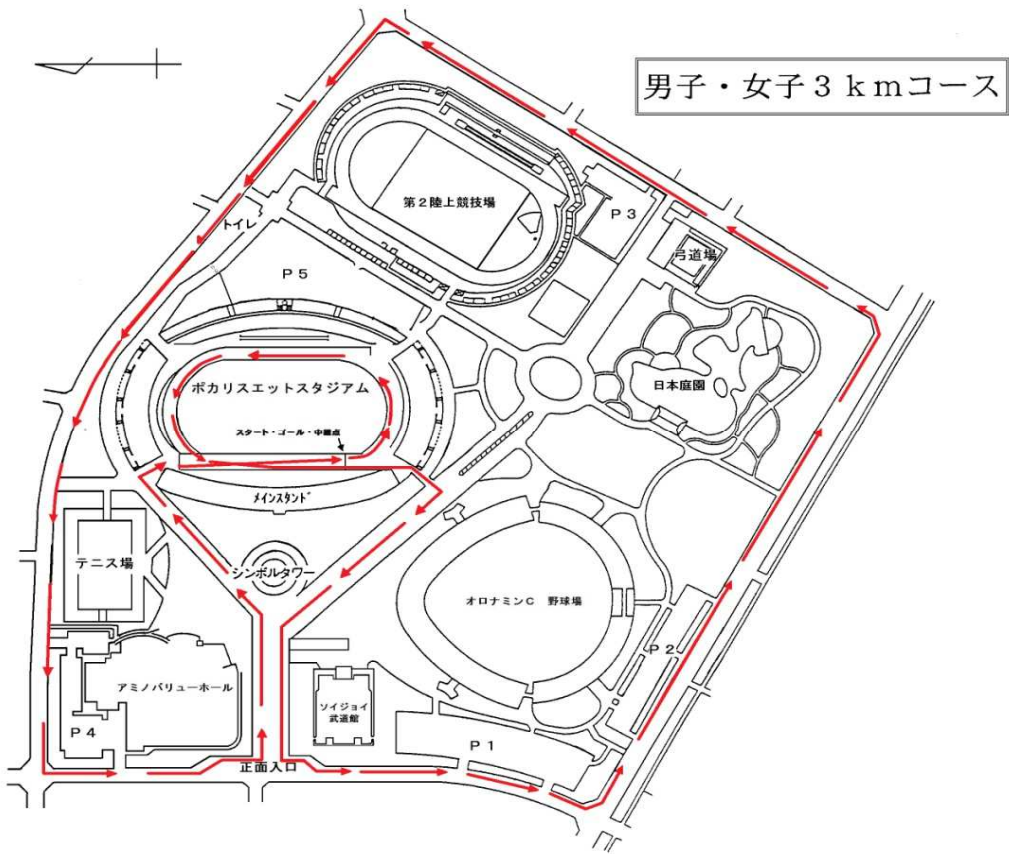 男子・女子3kmコース
第2陸上競技場
P3
トイレ
弓道場
P5
ポカリスエットスタジアム
日本庭園
スタート・ゴール・中継点
メインスタンド
テニス場
シンボルタワー
オロナミンC 野球場
P2
アミノバリューホール
ソイジョイ
武道館
P4
P1
正面入口